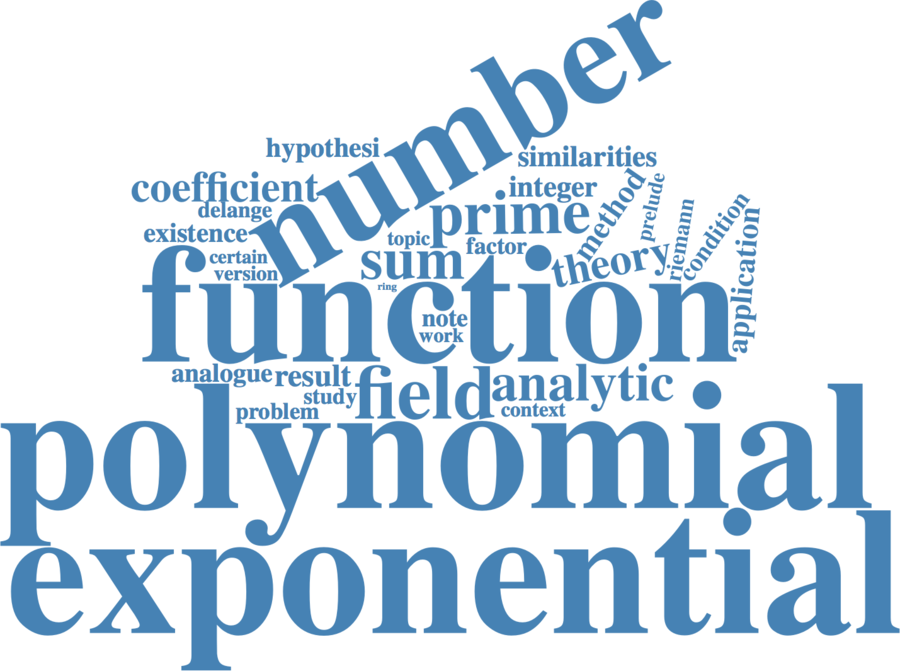 number
hypothesi
similarities
coefficient
integer
method
prelude
delange
prime
riemann
condition
existence
topic
factor
application
certain
sum
theory
version
ring
function
note
work
analogue
result
field
analytic
study
problem
context
polynomial
exponential